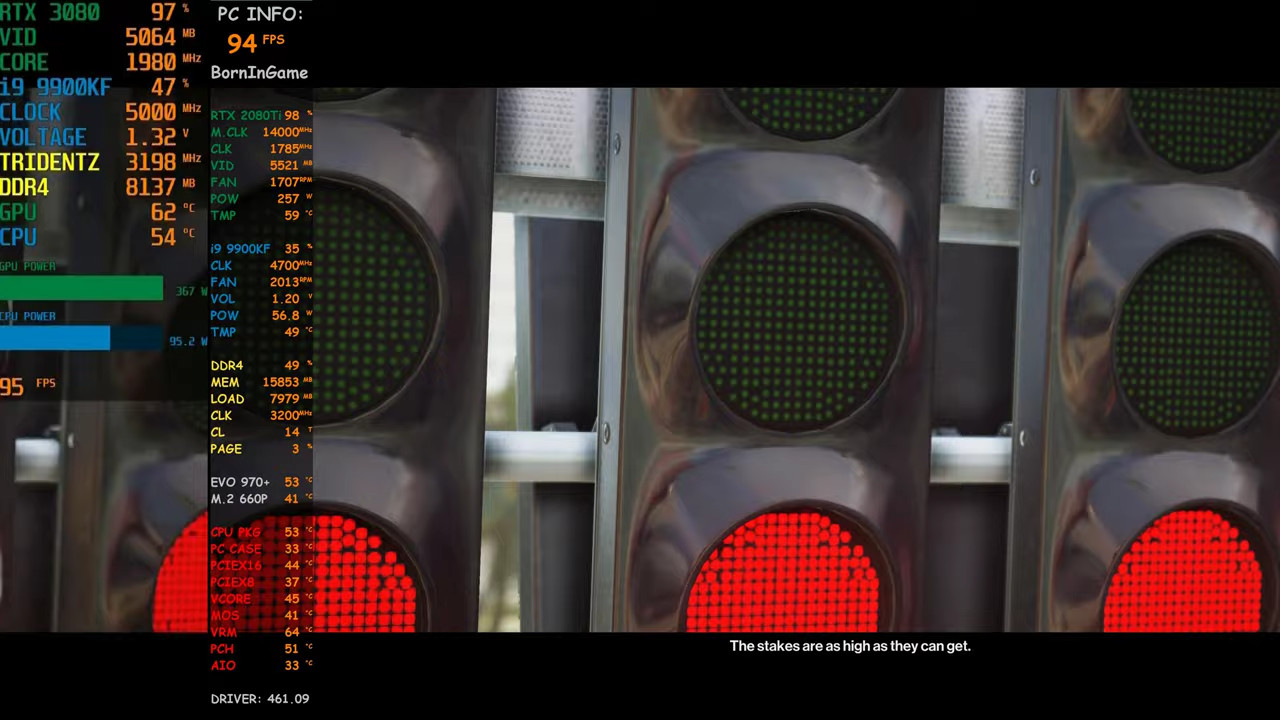 RTX 3080 97 %
VID 5064 MB
CORE 1980 MHz
i9 9900KF 47 %
CLOCK 5000 MHz
VOLTAGE 1.32 V
TRIDENTZ 3198 MHz
DDR4 8137 MB
GPU 62 °C
CPU 54 °C
GPU POWER
367 W
CPU POWER
95.2 W
95 FPS
PC INFO:
94 FPS
BornInGame
RTX 2080Ti 98 %
M.CLK 14000 MHz
CLK 1785 MHz
VID 5521 MB
FAN 1707 RPM
POW 257 W
TMP 59 °C
i9 9900KF 35 %
CLK 4700 MHz
FAN 2013 RPM
VOL 1.20 V
POW 56.8 W
TMP 49 °C
DDR4 49 %
MEM 15853 MB
LOAD 7979 MB
CLK 3200 MHz
CL 14 T
PAGE 3 %
EVO 970+ 53 °C
M.2 660P 41 °C
CPU PKG 53 °C
PC CASE 33 °C
PCIEX16 44 °C
PCIEX8 37 °C
VCORE 45 °C
MOS 41 °C
VRM 64 °C
PCH 51 °C
AIO 33 °C
DRIVER: 461.09
The stakes are as high as they can get.